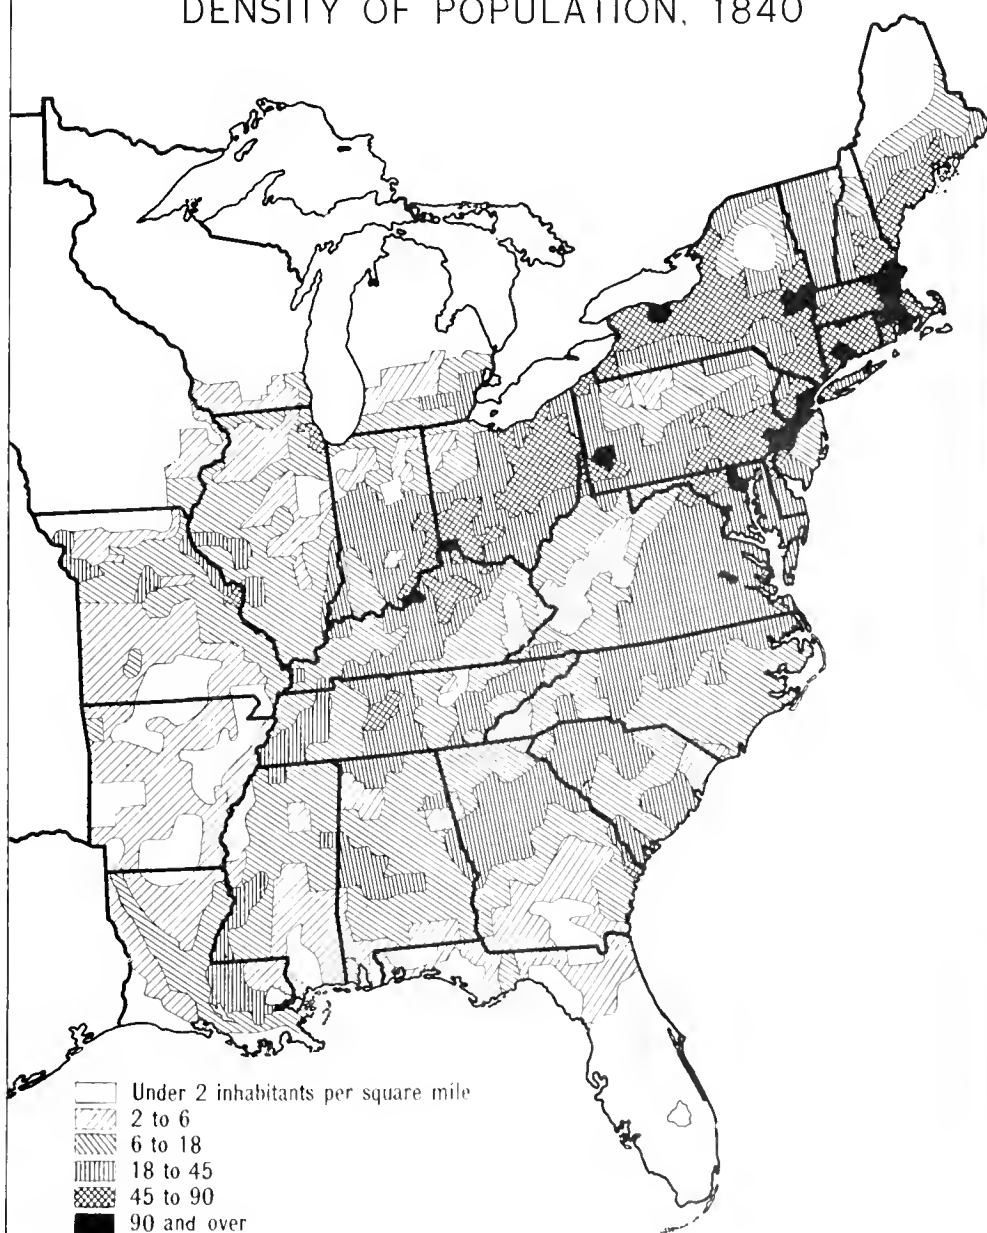 DENSITY OF POPULATION, 1840
Under 2 inhabitants per square mile
2 to 6
6 to 18
18 to 45
45 to 90
90 and over